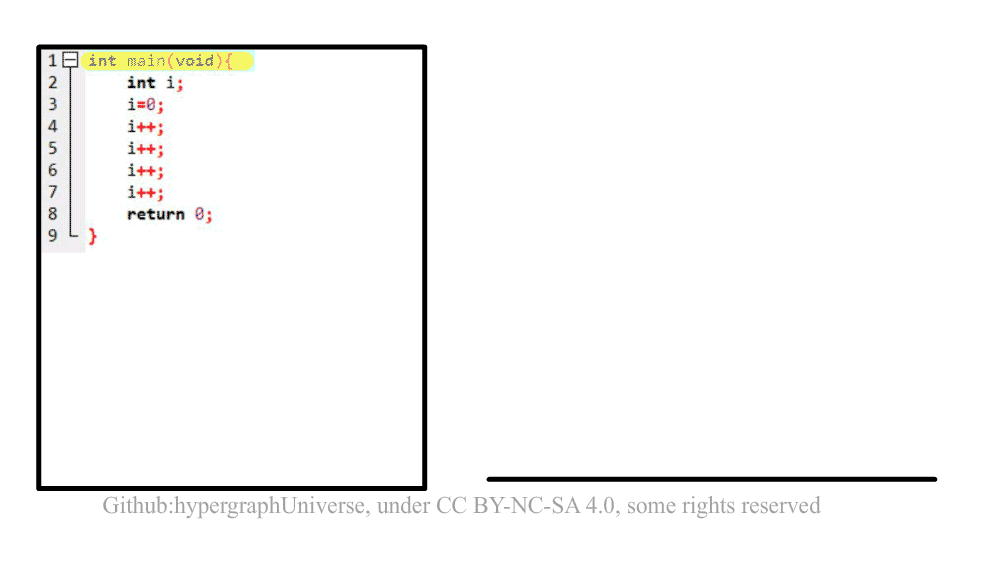 1 int main(void){
2 int i;
3 i=0;
4 i++;
5 i++;
6 i++;
7 i++;
8 return 0;
9 }
Github:hypergraphUniverse, under CC BY-NC-SA 4.0, some rights reserved